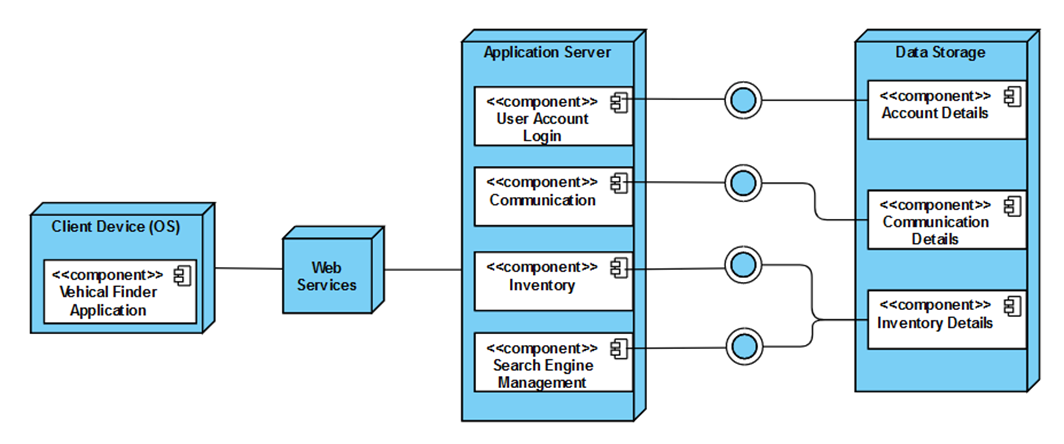 Client Device (OS)
<<component>>
Vehical Finder
Application
Web
Services
Application Server
<<component>>
User Account
Login
<<component>>
Communication
<<component>>
Inventory
<<component>>
Search Engine
Management
Data Storage
<<component>>
Account Details
<<component>>
Communication
Details
<<component>>
Inventory Details